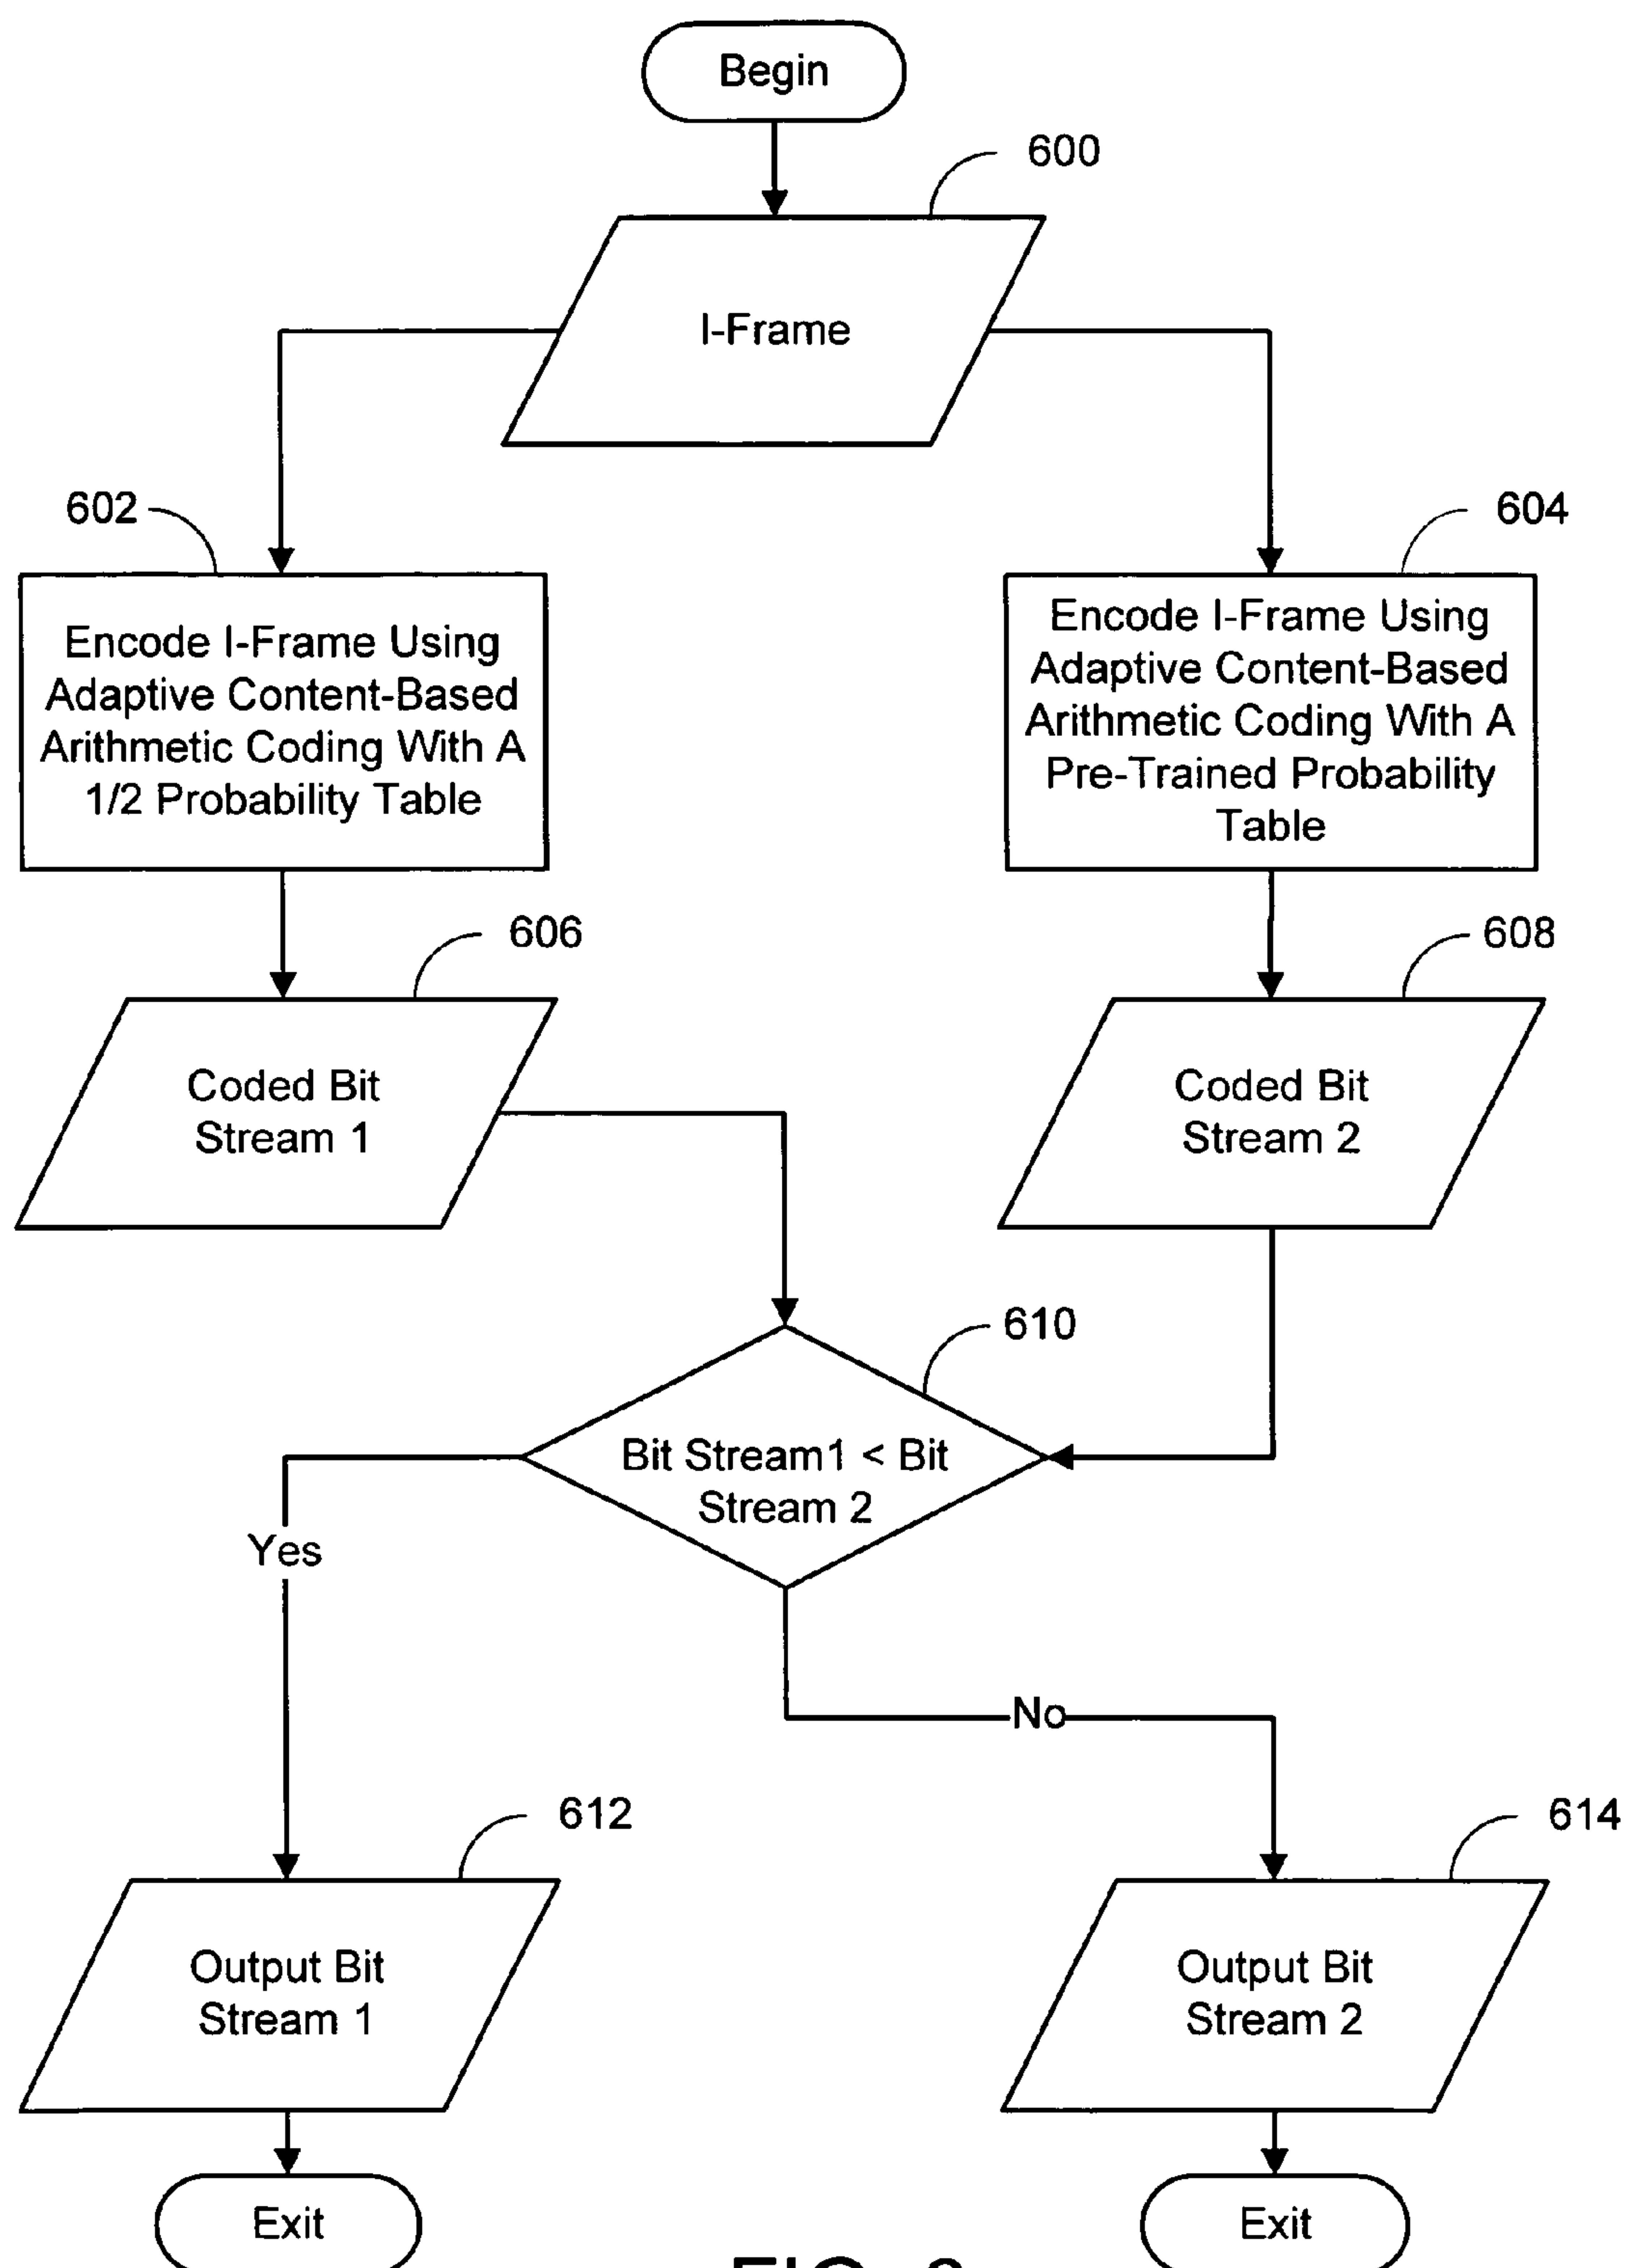 Begin
600
I-Frame
602
604
Encode I-Frame Using
Adaptive Content-Based
Arithmetic Coding With A
1/2 Probability Table
Encode I-Frame Using
Adaptive Content-Based
Arithmetic Coding With A
Pre-Trained Probability
Table
606
608
Coded Bit
Stream 1
Coded Bit
Stream 2
610
Bit Stream1 < Bit
Stream 2
Yes
No
612
614
Output Bit
Stream 1
Output Bit
Stream 2
Exit
Exit
FIG.